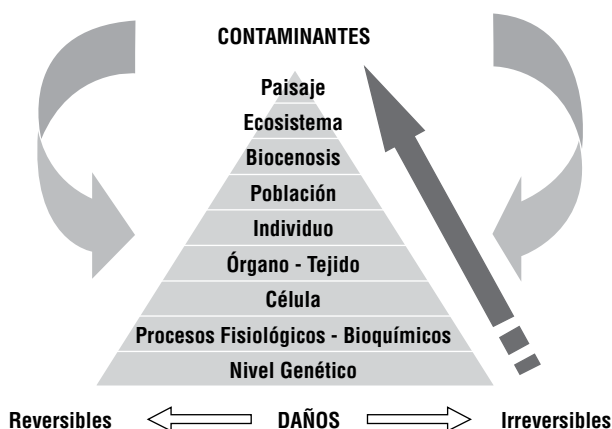 CONTAMINANTES
Paisaje
Ecosistema
Biocenosis
Población
Individuo
Órgano - Tejido
Célula
Procesos Fisiológicos - Bioquímicos
Nivel Genético
Reversibles DAÑOS Irreversibles